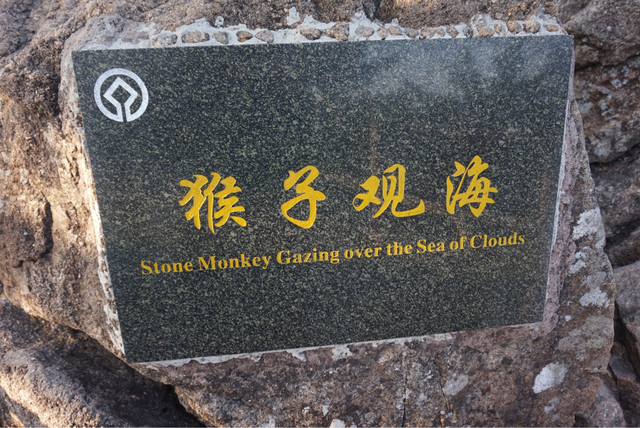 猴子观海
Stone Monkey Gazing over the Sea of Clouds